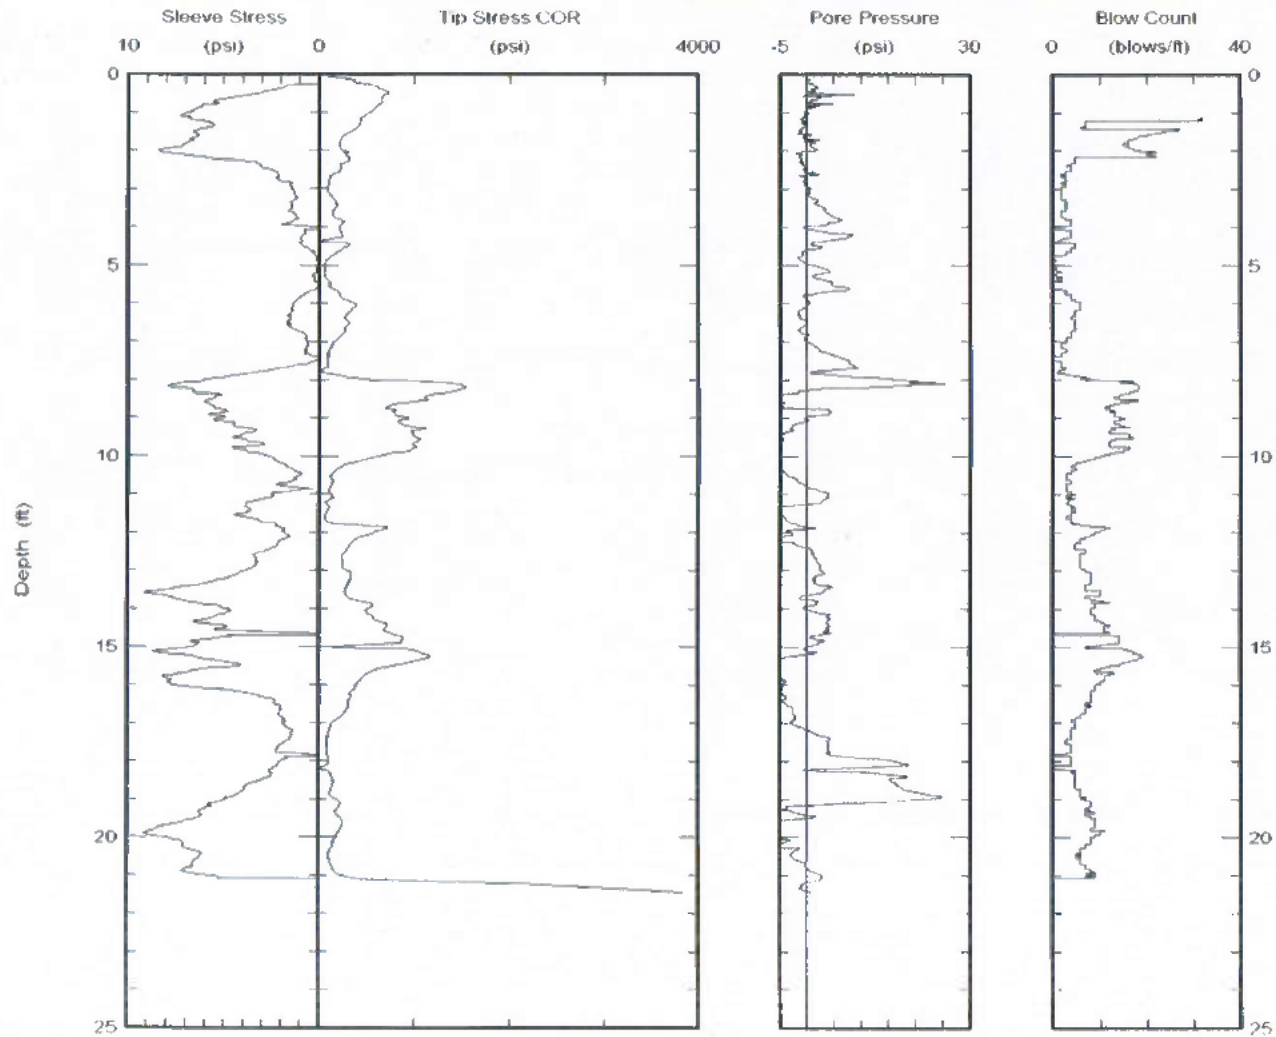 Sleeve Stress Tip Stress COR Pore Pressure Blow Count
10 (psi) 0 (psi) 4000 -5 (psi) 30 0 (blows/ft) 40
0 0
5 5
10 10
Depth (ft)
15 15
20 20
25 25